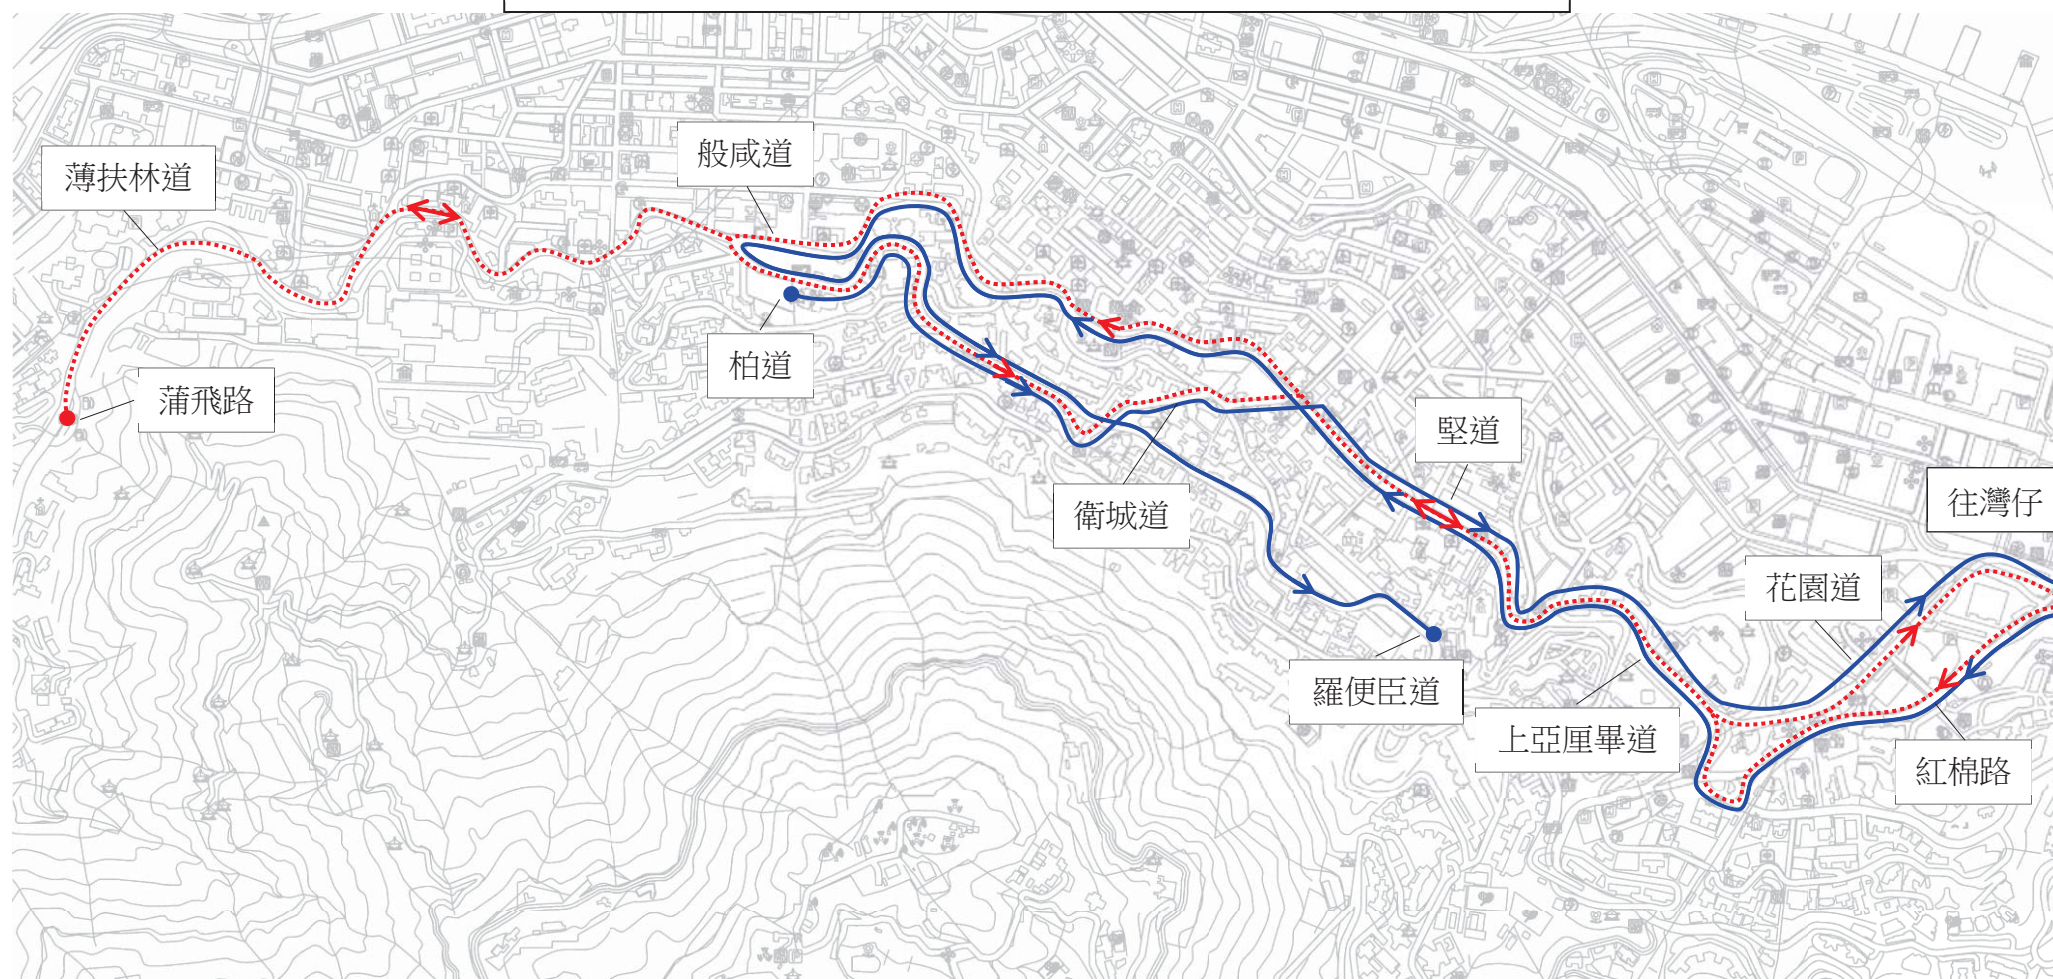 般咸道
薄扶林道
柏道
蒲飛路
堅道
衛城道
往灣仔
花園道
羅便臣道
上亞厘畢道
紅棉路